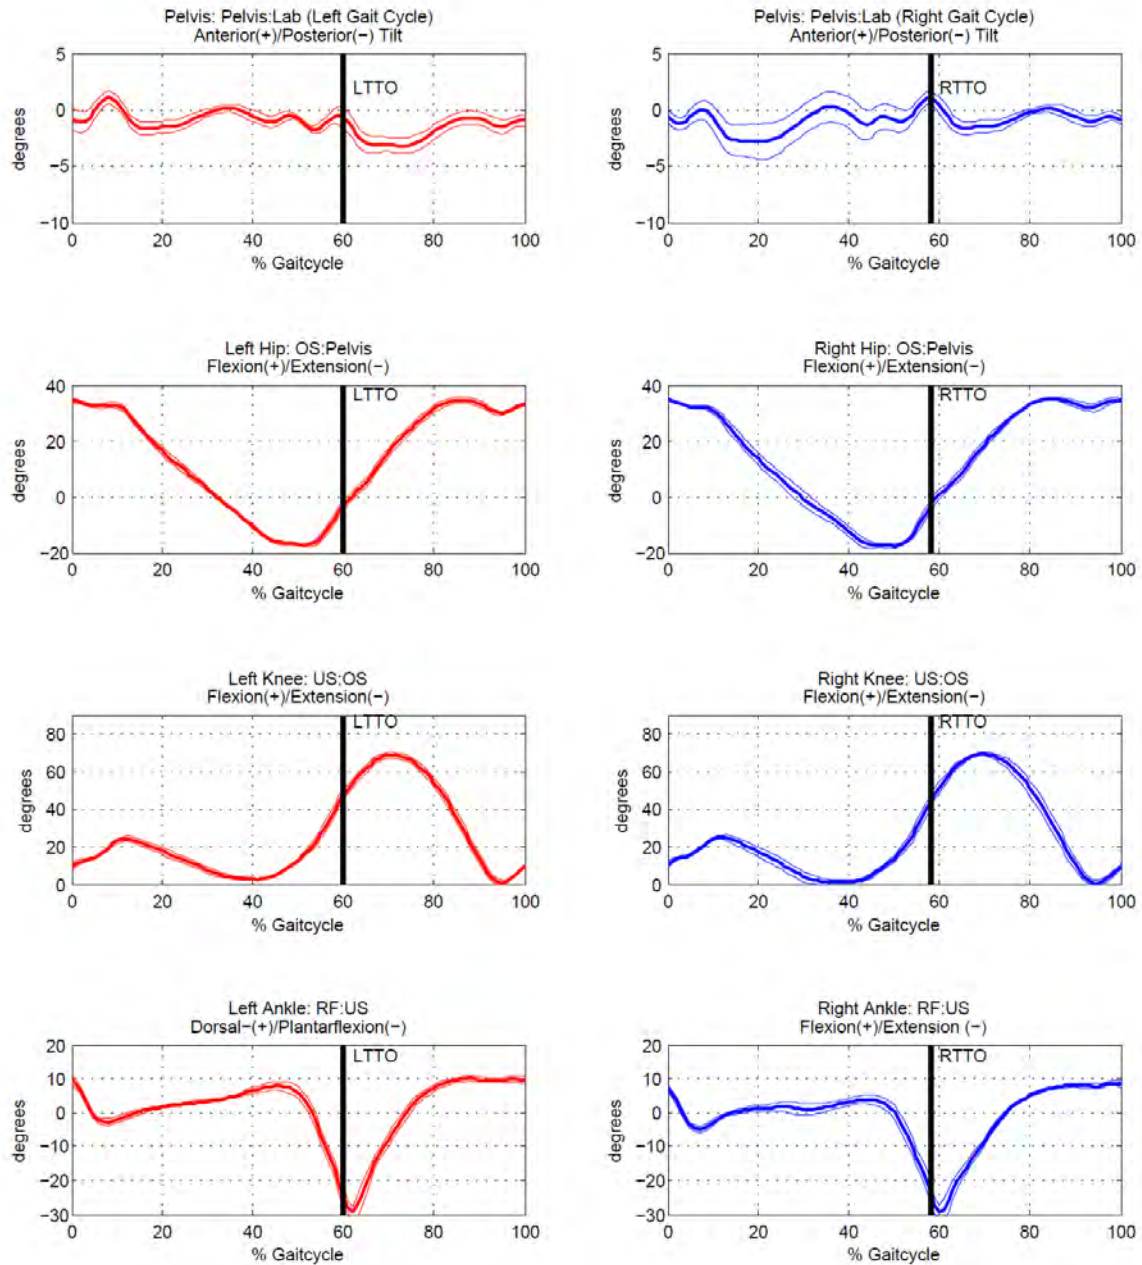 Pelvis: Pelvis:Lab (Left Gait Cycle)
Anterior(+)/Posterior(−) Tilt
5
0
−5
−10
degrees
LTTO
0 20 40 60 80 100
% Gaitcycle
Pelvis: Pelvis:Lab (Right Gait Cycle)
Anterior(+)/Posterior(−) Tilt
5
0
−5
−10
degrees
RTTO
0 20 40 60 80 100
% Gaitcycle
Left Hip: OS:Pelvis
Flexion(+)/Extension(−)
40
20
0
−20
degrees
LTTO
0 20 40 60 80 100
% Gaitcycle
Right Hip: OS:Pelvis
Flexion(+)/Extension(−)
40
20
0
−20
degrees
RTTO
0 20 40 60 80 100
% Gaitcycle
Left Knee: US:OS
Flexion(+)/Extension(−)
80
60
40
20
0
degrees
LTTO
0 20 40 60 80 100
% Gaitcycle
Right Knee: US:OS
Flexion(+)/Extension(−)
80
60
40
20
0
degrees
RTTO
0 20 40 60 80 100
% Gaitcycle
Left Ankle: RF:US
Dorsal−(+)/Plantarflexion(−)
20
10
0
−10
−20
−30
degrees
LTTO
0 20 40 60 80 100
% Gaitcycle
Right Ankle: RF:US
Flexion(+)/Extension (−)
20
10
0
−10
−20
−30
degrees
RTTO
0 20 40 60 80 100
% Gaitcycle